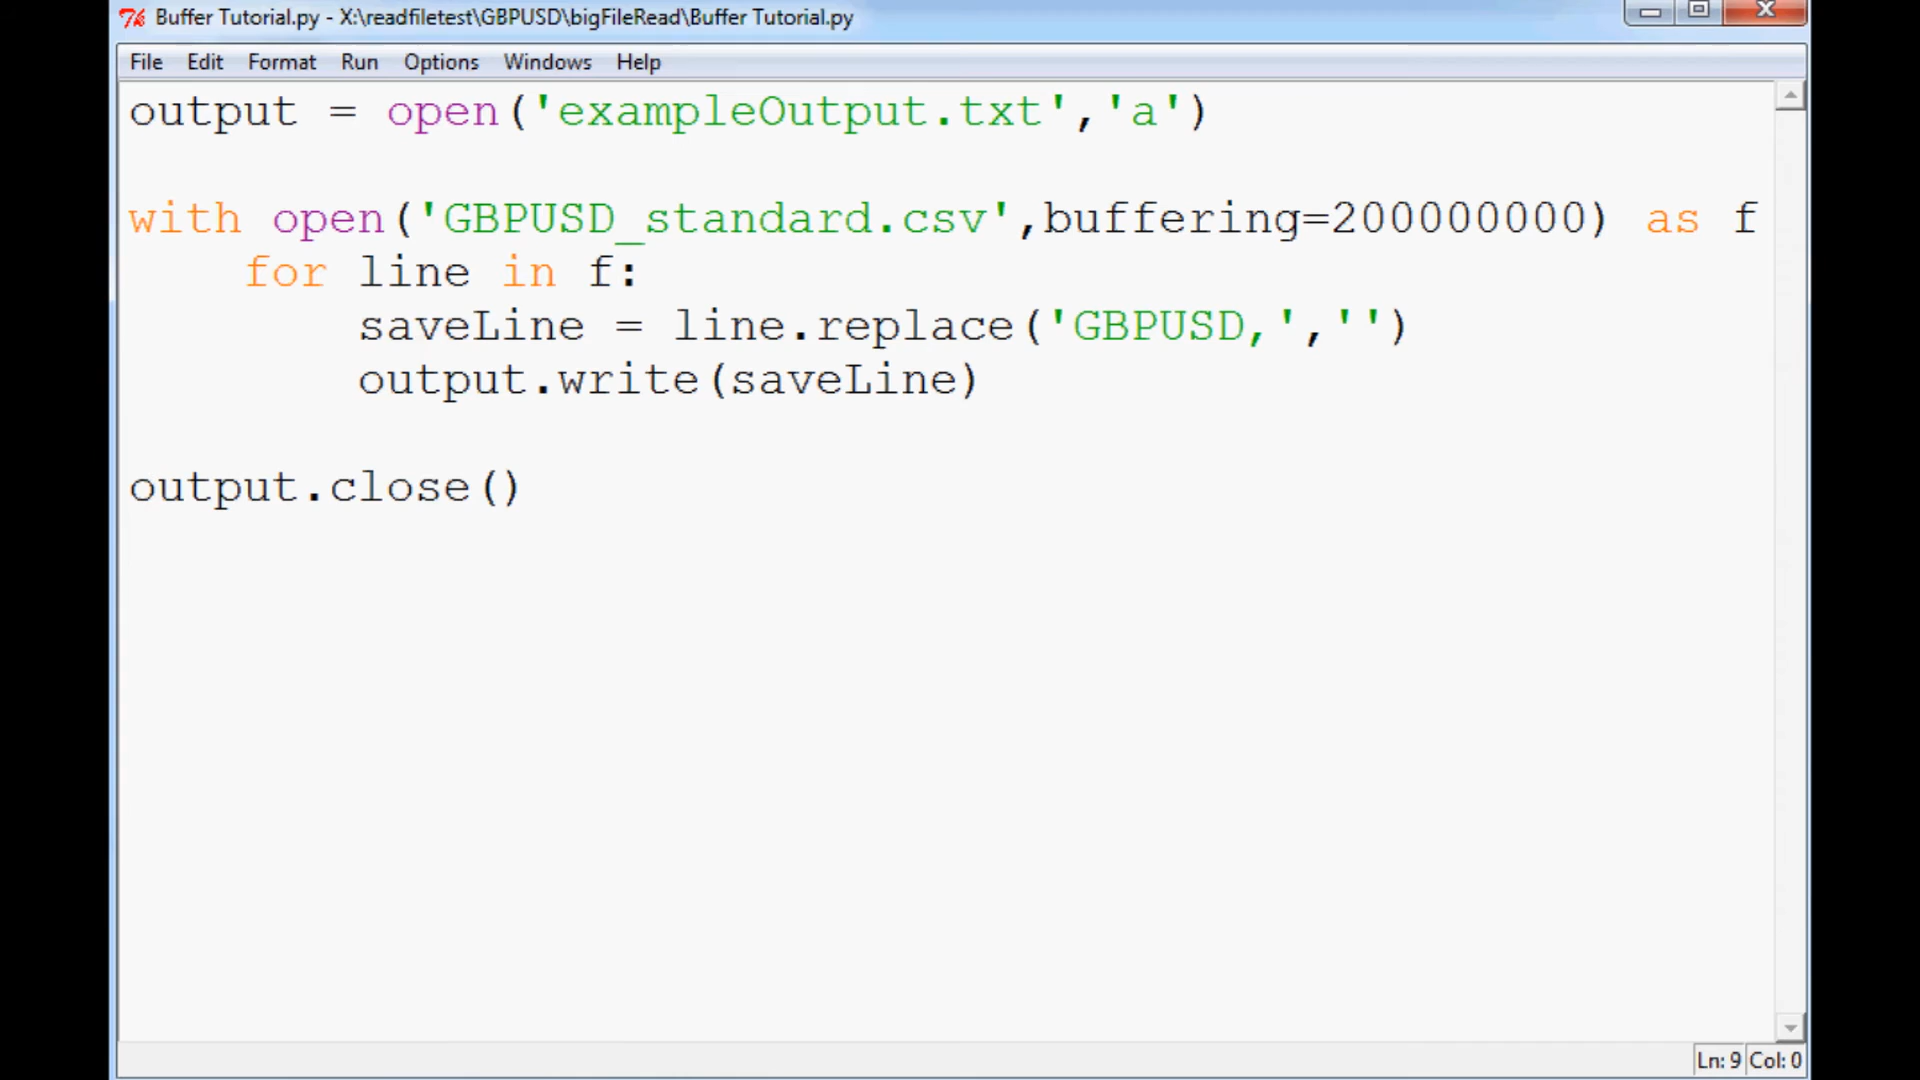 Buffer Tutorial.py - X:\readfiletest\GBPUSD\bigFileRead\Buffer Tutorial.py
File Edit Format Run Options Windows Help
output = open('exampleOutput.txt','a')
with open('GBPUSD_standard.csv',buffering=200000000) as f
    for line in f:
        saveLine = line.replace('GBPUSD,','')
        output.write(saveLine)
output.close()
Ln: 9 Col: 0